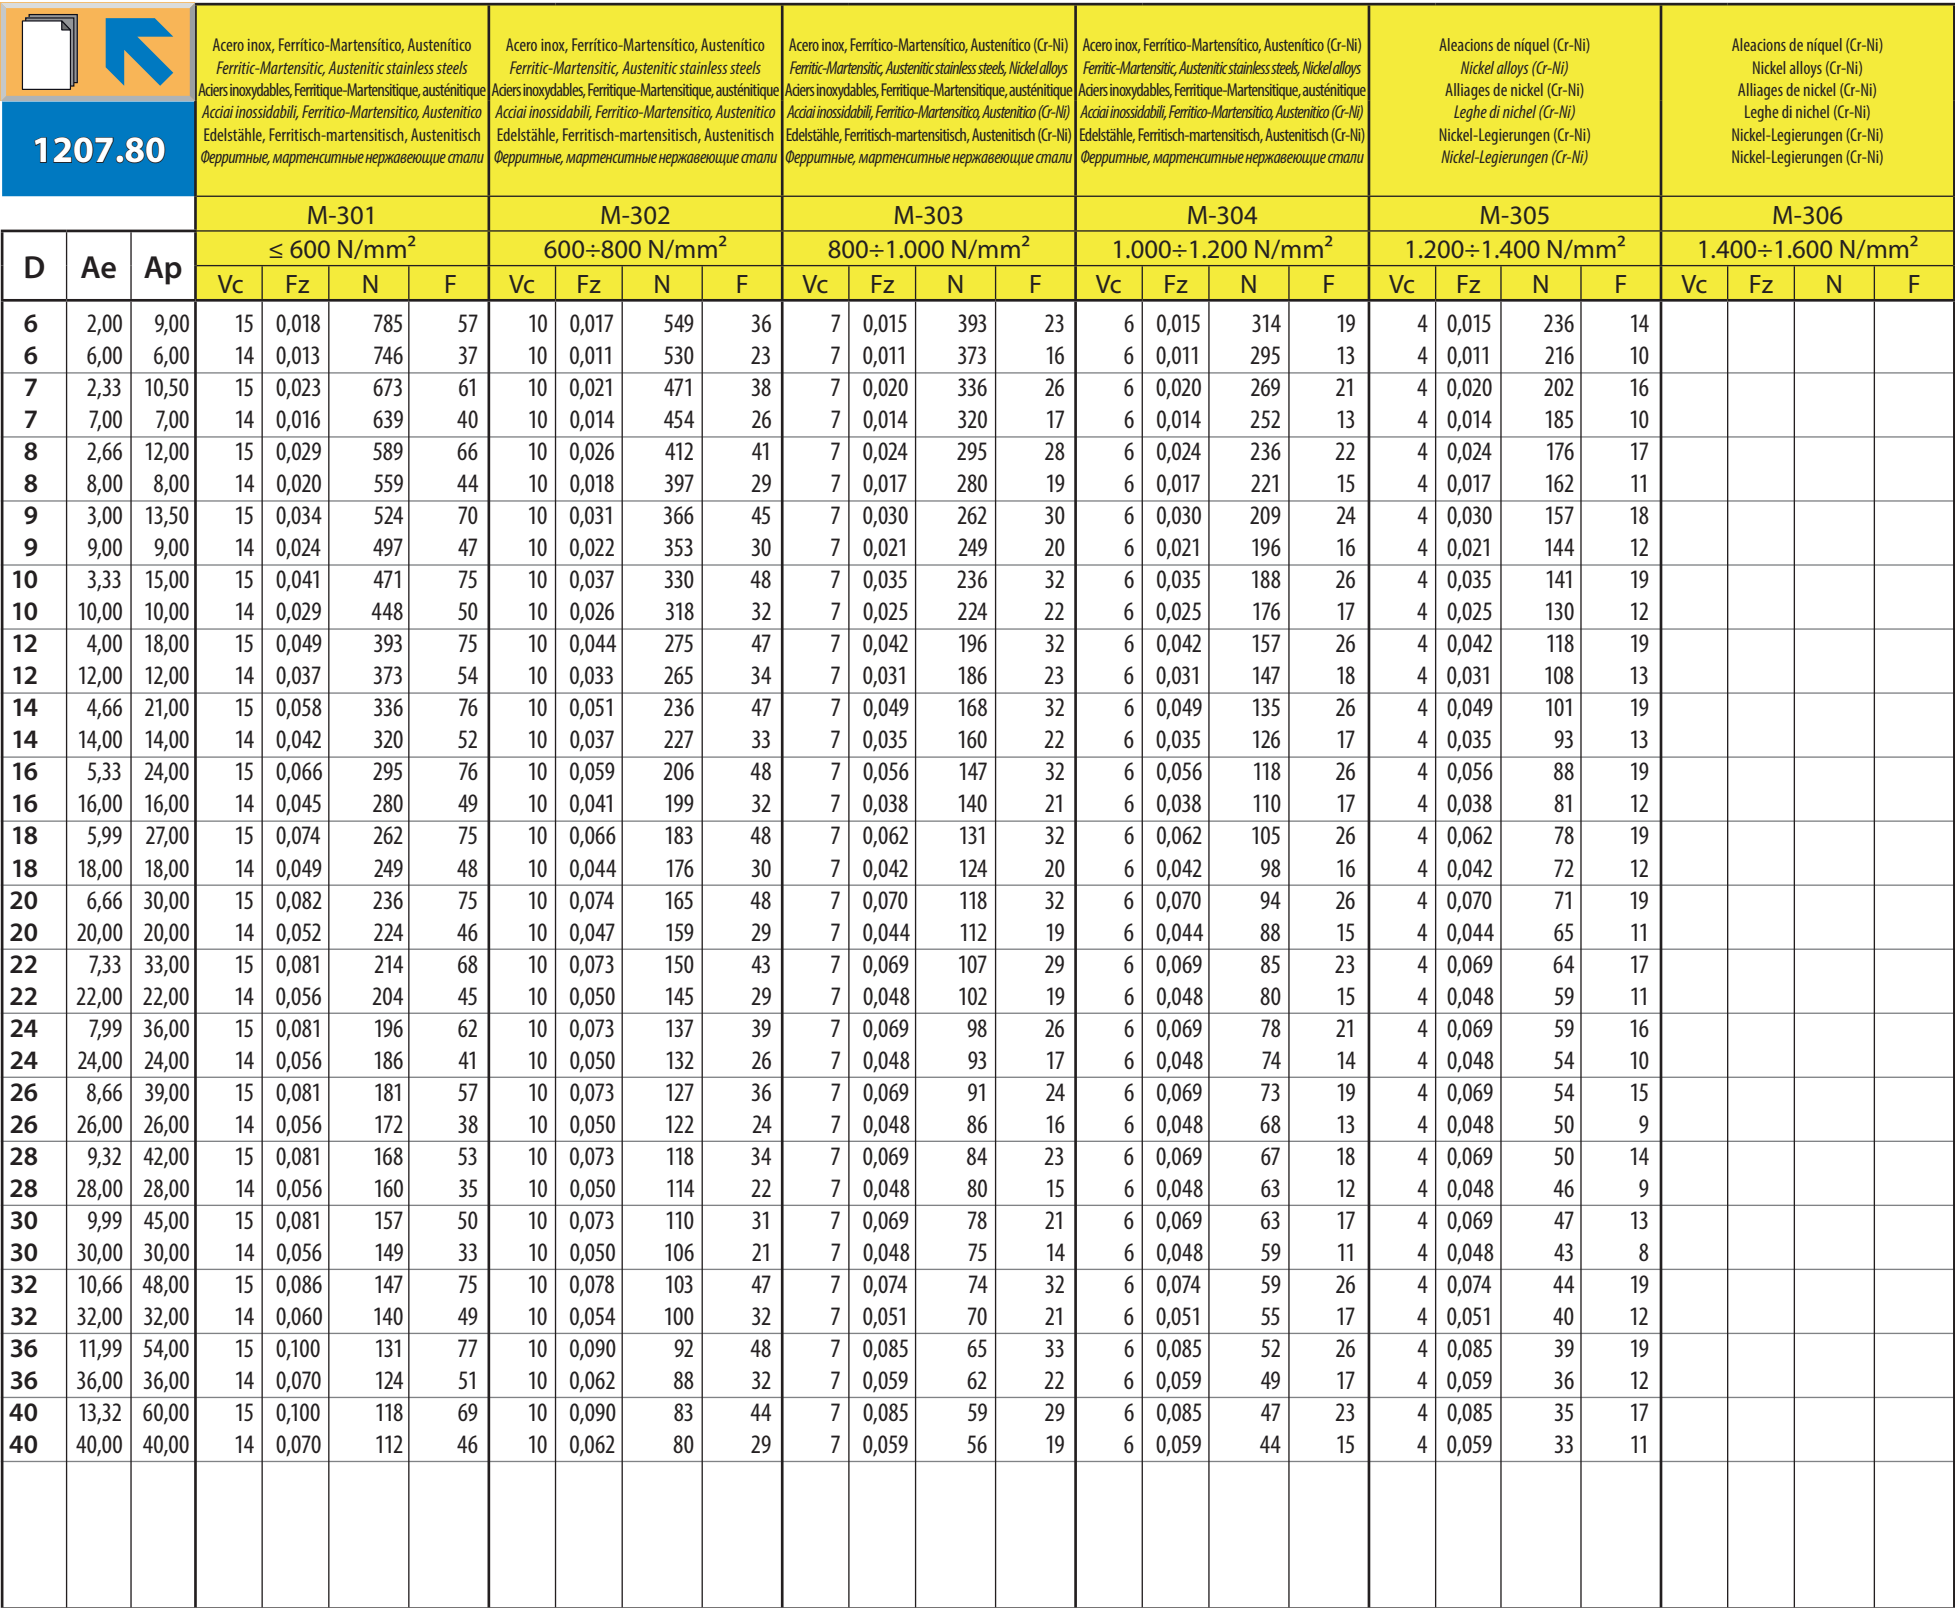 Acero inox, Ferrítico-Martensítico, Austenítico
Ferritic-Martensitic, Austenitic stainless steels
Aciers inoxydables, Ferritique-Martensitique, austénitique
Acciai inossidabili, Ferritico-Martensitico, Austenitico
Edelstähle, Ferritisch-martensitisch, Austenitisch
Ферритные, мартенситные нержавеющие стали
Acero inox, Ferrítico-Martensítico, Austenítico
Ferritic-Martensitic, Austenitic stainless steels
Aciers inoxydables, Ferritique-Martensitique, austénitique
Acciai inossidabili, Ferritico-Martensitico, Austenitico
Edelstähle, Ferritisch-martensitisch, Austenitisch
Ферритные, мартенситные нержавеющие стали
Acero inox, Ferrítico-Martensítico, Austenítico (Cr-Ni)
Ferritic-Martensitic, Austenitic stainless steels, Nickel alloys
Aciers inoxydables, Ferritique-Martensitique, austénitique
Acciai inossidabili, Ferritico-Martensitico, Austenitico (Cr-Ni)
Edelstähle, Ferritisch-martensitisch, Austenitisch (Cr-Ni)
Ферритные, мартенситные нержавеющие стали
Acero inox, Ferrítico-Martensítico, Austenítico (Cr-Ni)
Ferritic-Martensitic, Austenitic stainless steels, Nickel alloys
Aciers inoxydables, Ferritique-Martensitique, austénitique
Acciai inossidabili, Ferritico-Martensitico, Austenitico (Cr-Ni)
Edelstähle, Ferritisch-martensitisch, Austenitisch (Cr-Ni)
Ферритные, мартенситные нержавеющие стали
Aleacions de níquel (Cr-Ni)
Nickel alloys (Cr-Ni)
Alliages de nickel (Cr-Ni)
Leghe di nichel (Cr-Ni)
Nickel-Legierungen (Cr-Ni)
Nickel-Legierungen (Cr-Ni)
Aleacions de níquel (Cr-Ni)
Nickel alloys (Cr-Ni)
Alliages de nickel (Cr-Ni)
Leghe di nichel (Cr-Ni)
Nickel-Legierungen (Cr-Ni)
Nickel-Legierungen (Cr-Ni)
1207.80
M-301 M-302 M-303 M-304 M-305 M-306
≤ 600 N/mm² 600÷800 N/mm² 800÷1.000 N/mm² 1.000÷1.200 N/mm² 1.200÷1.400 N/mm² 1.400÷1.600 N/mm²
D Ae Ap Vc Fz N F Vc Fz N F Vc Fz N F Vc Fz N F Vc Fz N F Vc Fz N F
6 2,00 9,00 15 0,018 785 57 10 0,017 549 36 7 0,015 393 23 6 0,015 314 19 4 0,015 236 14
6 6,00 6,00 14 0,013 746 37 10 0,011 530 23 7 0,011 373 16 6 0,011 295 13 4 0,011 216 10
7 2,33 10,50 15 0,023 673 61 10 0,021 471 38 7 0,020 336 26 6 0,020 269 21 4 0,020 202 16
7 7,00 7,00 14 0,016 639 40 10 0,014 454 26 7 0,014 320 17 6 0,014 252 13 4 0,014 185 10
8 2,66 12,00 15 0,029 589 66 10 0,026 412 41 7 0,024 295 28 6 0,024 236 22 4 0,024 176 17
8 8,00 8,00 14 0,020 559 44 10 0,018 397 29 7 0,017 280 19 6 0,017 221 15 4 0,017 162 11
9 3,00 13,50 15 0,034 524 70 10 0,031 366 45 7 0,030 262 30 6 0,030 209 24 4 0,030 157 18
9 9,00 9,00 14 0,024 497 47 10 0,022 353 30 7 0,021 249 20 6 0,021 196 16 4 0,021 144 12
10 3,33 15,00 15 0,041 471 75 10 0,037 330 48 7 0,035 236 32 6 0,035 188 26 4 0,035 141 19
10 10,00 10,00 14 0,029 448 50 10 0,026 318 32 7 0,025 224 22 6 0,025 176 17 4 0,025 130 12
12 4,00 18,00 15 0,049 393 75 10 0,044 275 47 7 0,042 196 32 6 0,042 157 26 4 0,042 118 19
12 12,00 12,00 14 0,037 373 54 10 0,033 265 34 7 0,031 186 23 6 0,031 147 18 4 0,031 108 13
14 4,66 21,00 15 0,058 336 76 10 0,051 236 47 7 0,049 168 32 6 0,049 135 26 4 0,049 101 19
14 14,00 14,00 14 0,042 320 52 10 0,037 227 33 7 0,035 160 22 6 0,035 126 17 4 0,035 93 13
16 5,33 24,00 15 0,066 295 76 10 0,059 206 48 7 0,056 147 32 6 0,056 118 26 4 0,056 88 19
16 16,00 16,00 14 0,045 280 49 10 0,041 199 32 7 0,038 140 21 6 0,038 110 17 4 0,038 81 12
18 5,99 27,00 15 0,074 262 75 10 0,066 183 48 7 0,062 131 32 6 0,062 105 26 4 0,062 78 19
18 18,00 18,00 14 0,049 249 48 10 0,044 176 30 7 0,042 124 20 6 0,042 98 16 4 0,042 72 12
20 6,66 30,00 15 0,082 236 75 10 0,074 165 48 7 0,070 118 32 6 0,070 94 26 4 0,070 71 19
20 20,00 20,00 14 0,052 224 46 10 0,047 159 29 7 0,044 112 19 6 0,044 88 15 4 0,044 65 11
22 7,33 33,00 15 0,081 214 68 10 0,073 150 43 7 0,069 107 29 6 0,069 85 23 4 0,069 64 17
22 22,00 22,00 14 0,056 204 45 10 0,050 145 29 7 0,048 102 19 6 0,048 80 15 4 0,048 59 11
24 7,99 36,00 15 0,081 196 62 10 0,073 137 39 7 0,069 98 26 6 0,069 78 21 4 0,069 59 16
24 24,00 24,00 14 0,056 186 41 10 0,050 132 26 7 0,048 93 17 6 0,048 74 14 4 0,048 54 10
26 8,66 39,00 15 0,081 181 57 10 0,073 127 36 7 0,069 91 24 6 0,069 73 19 4 0,069 54 15
26 26,00 26,00 14 0,056 172 38 10 0,050 122 24 7 0,048 86 16 6 0,048 68 13 4 0,048 50 9
28 9,32 42,00 15 0,081 168 53 10 0,073 118 34 7 0,069 84 23 6 0,069 67 18 4 0,069 50 14
28 28,00 28,00 14 0,056 160 35 10 0,050 114 22 7 0,048 80 15 6 0,048 63 12 4 0,048 46 9
30 9,99 45,00 15 0,081 157 50 10 0,073 110 31 7 0,069 78 21 6 0,069 63 17 4 0,069 47 13
30 30,00 30,00 14 0,056 149 33 10 0,050 106 21 7 0,048 75 14 6 0,048 59 11 4 0,048 43 8
32 10,66 48,00 15 0,086 147 75 10 0,078 103 47 7 0,074 74 32 6 0,074 59 26 4 0,074 44 19
32 32,00 32,00 14 0,060 140 49 10 0,054 100 32 7 0,051 70 21 6 0,051 55 17 4 0,051 40 12
36 11,99 54,00 15 0,100 131 77 10 0,090 92 48 7 0,085 65 33 6 0,085 52 26 4 0,085 39 19
36 36,00 36,00 14 0,070 124 51 10 0,062 88 32 7 0,059 62 22 6 0,059 49 17 4 0,059 36 12
40 13,32 60,00 15 0,100 118 69 10 0,090 83 44 7 0,085 59 29 6 0,085 47 23 4 0,085 35 17
40 40,00 40,00 14 0,070 112 46 10 0,062 80 29 7 0,059 56 19 6 0,059 44 15 4 0,059 33 11